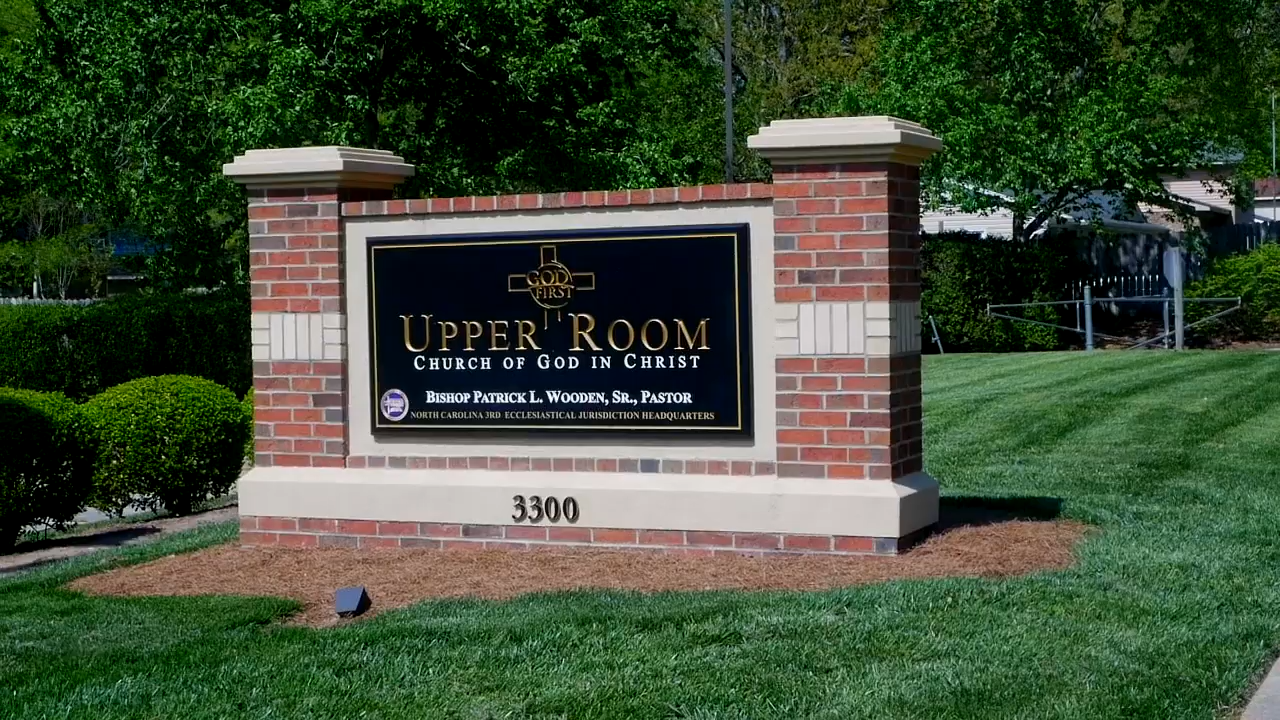 GOD
FIRST
UPPER ROOM
CHURCH OF GOD IN CHRIST
BISHOP PATRICK L. WOODEN, SR., PASTOR
NORTH CAROLINA 3RD ECCLESIASTICAL JURISDICTION HEADQUARTERS
3300